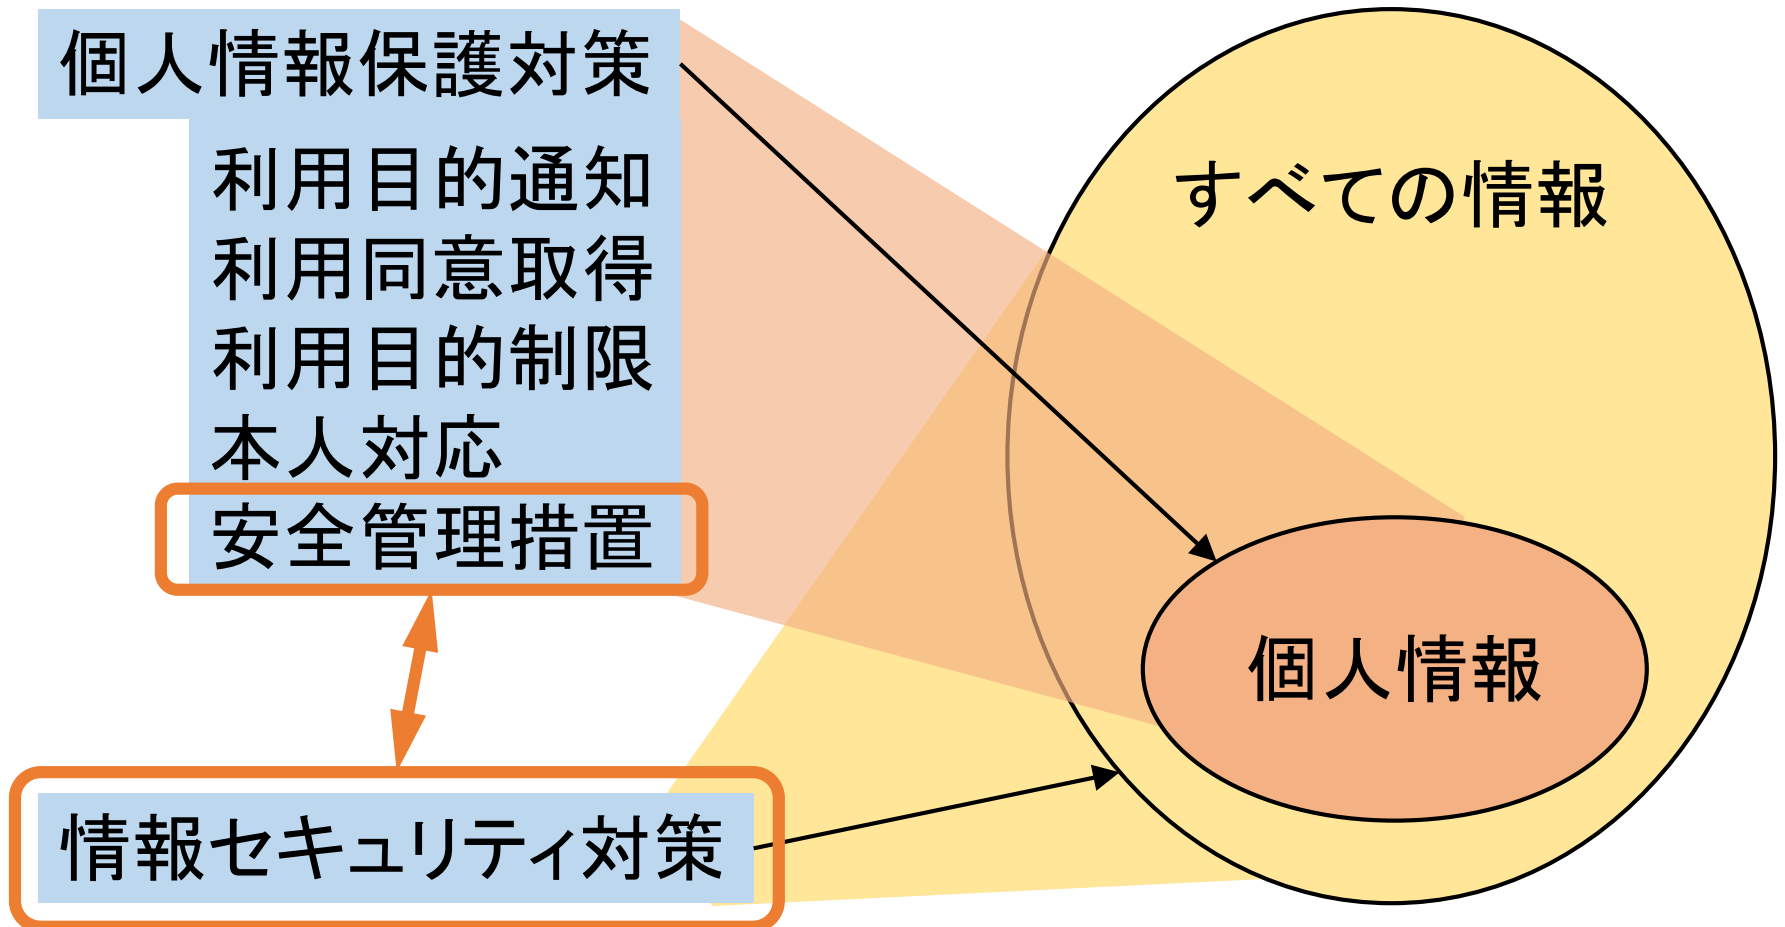 個人情報保護対策
利用目的通知
利用同意取得
利用目的制限
本人対応
安全管理措置
情報セキュリティ対策
すべての情報
個人情報